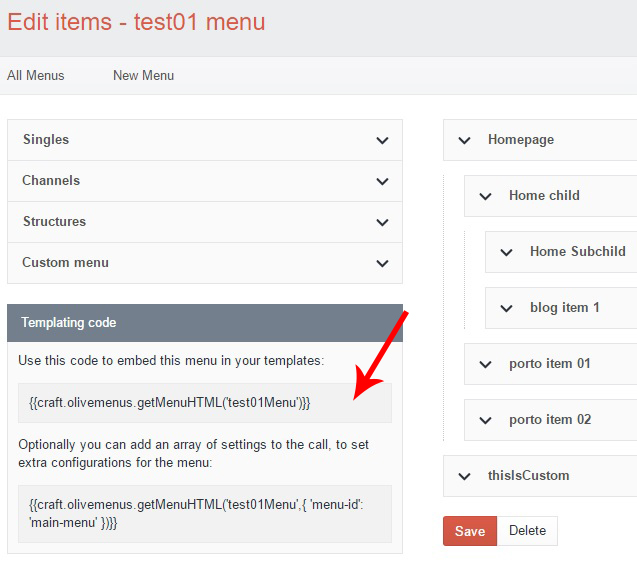 Edit items - test01 menu
All Menus
New Menu
Singles
Channels
Structures
Custom menu
Templating code
Use this code to embed this menu in your templates:
{{craft.olivemenus.getMenuHTML('test01Menu')}}
Optionally you can add an array of settings to the call, to set
extra configurations for the menu:
{{craft.olivemenus.getMenuHTML('test01Menu',{ 'menu-id':
'main-menu' })}}
Homepage
Home child
Home Subchild
blog item 1
porto item 01
porto item 02
thisIsCustom
Save
Delete